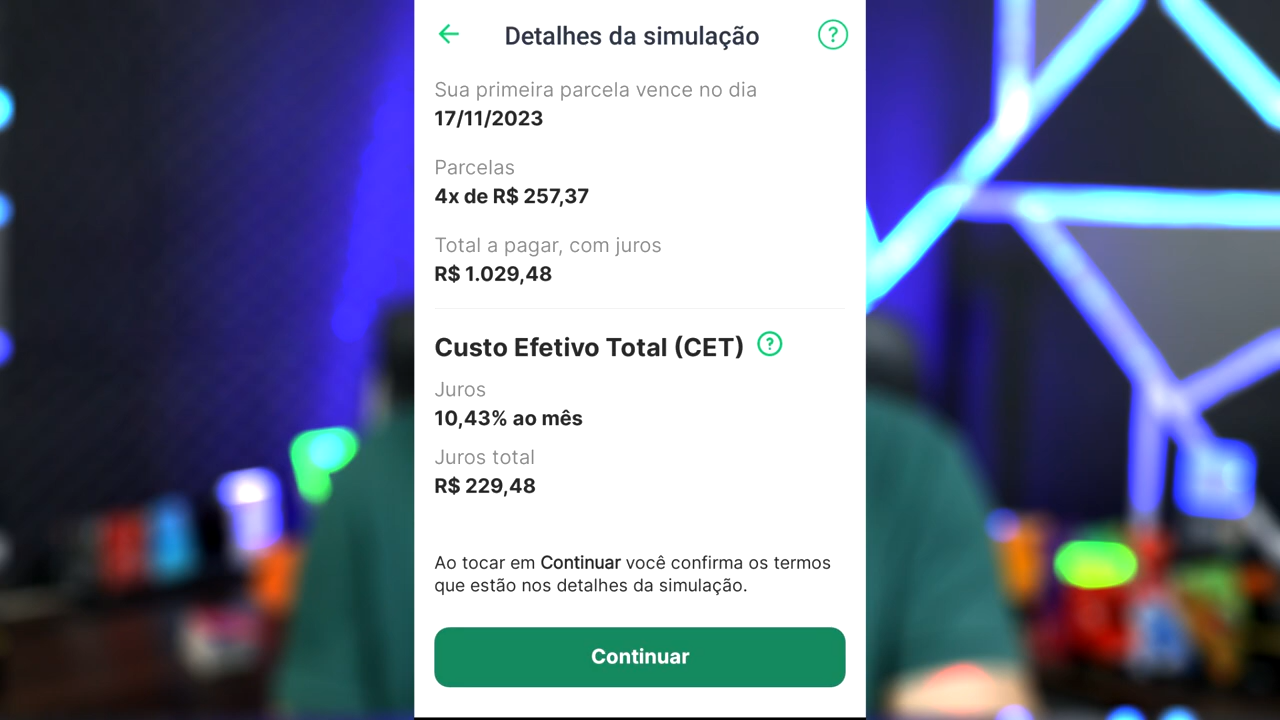 Detalhes da simulação
?
Sua primeira parcela vence no dia
17/11/2023
Parcelas
4x de R$ 257,37
Total a pagar, com juros
R$ 1.029,48
Custo Efetivo Total (CET) ?
Juros
10,43% ao mês
Juros total
R$ 229,48
Ao tocar em Continuar você confirma os termos
que estão nos detalhes da simulação.
Continuar